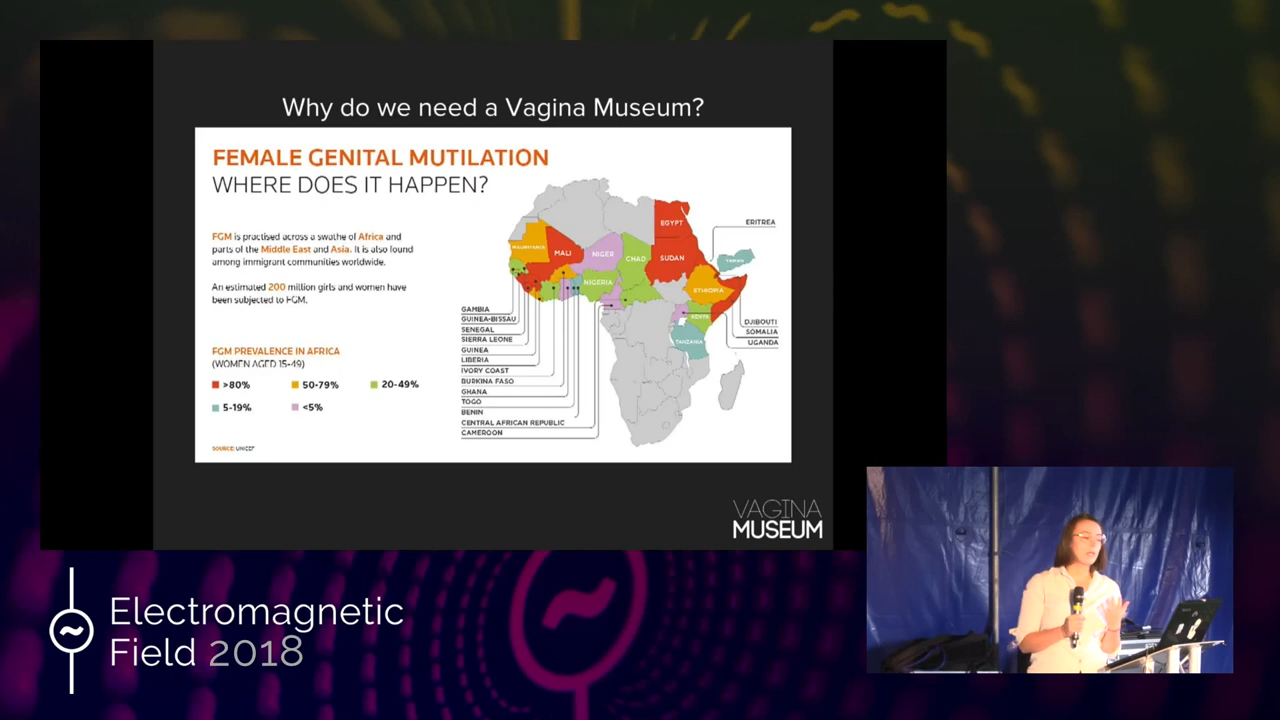 Why do we need a Vagina Museum?
FEMALE GENITAL MUTILATION
WHERE DOES IT HAPPEN?
FGM is practised across a swathe of Africa and
parts of the Middle East and Asia. It is also found
among immigrant communities worldwide.
An estimated 200 million girls and women have
been subjected to FGM.
FGM PREVALENCE IN AFRICA
(WOMEN AGED 15-49)
>80%
50-79%
20-49%
5-19%
<5%
SOURCE: UNICEF
EGYPT
ERITREA
MAURITANIA
MALI
NIGER
CHAD
SUDAN
YEMEN
NIGERIA
ETHIOPIA
KENYA
TANZANIA
GAMBIA
GUINEA-BISSAU
SENEGAL
SIERRA LEONE
GUINEA
LIBERIA
IVORY COAST
BURKINA FASO
GHANA
TOGO
BENIN
CENTRAL AFRICAN REPUBLIC
CAMEROON
DJIBOUTI
SOMALIA
UGANDA
VAGINA
MUSEUM
Electromagnetic
Field 2018